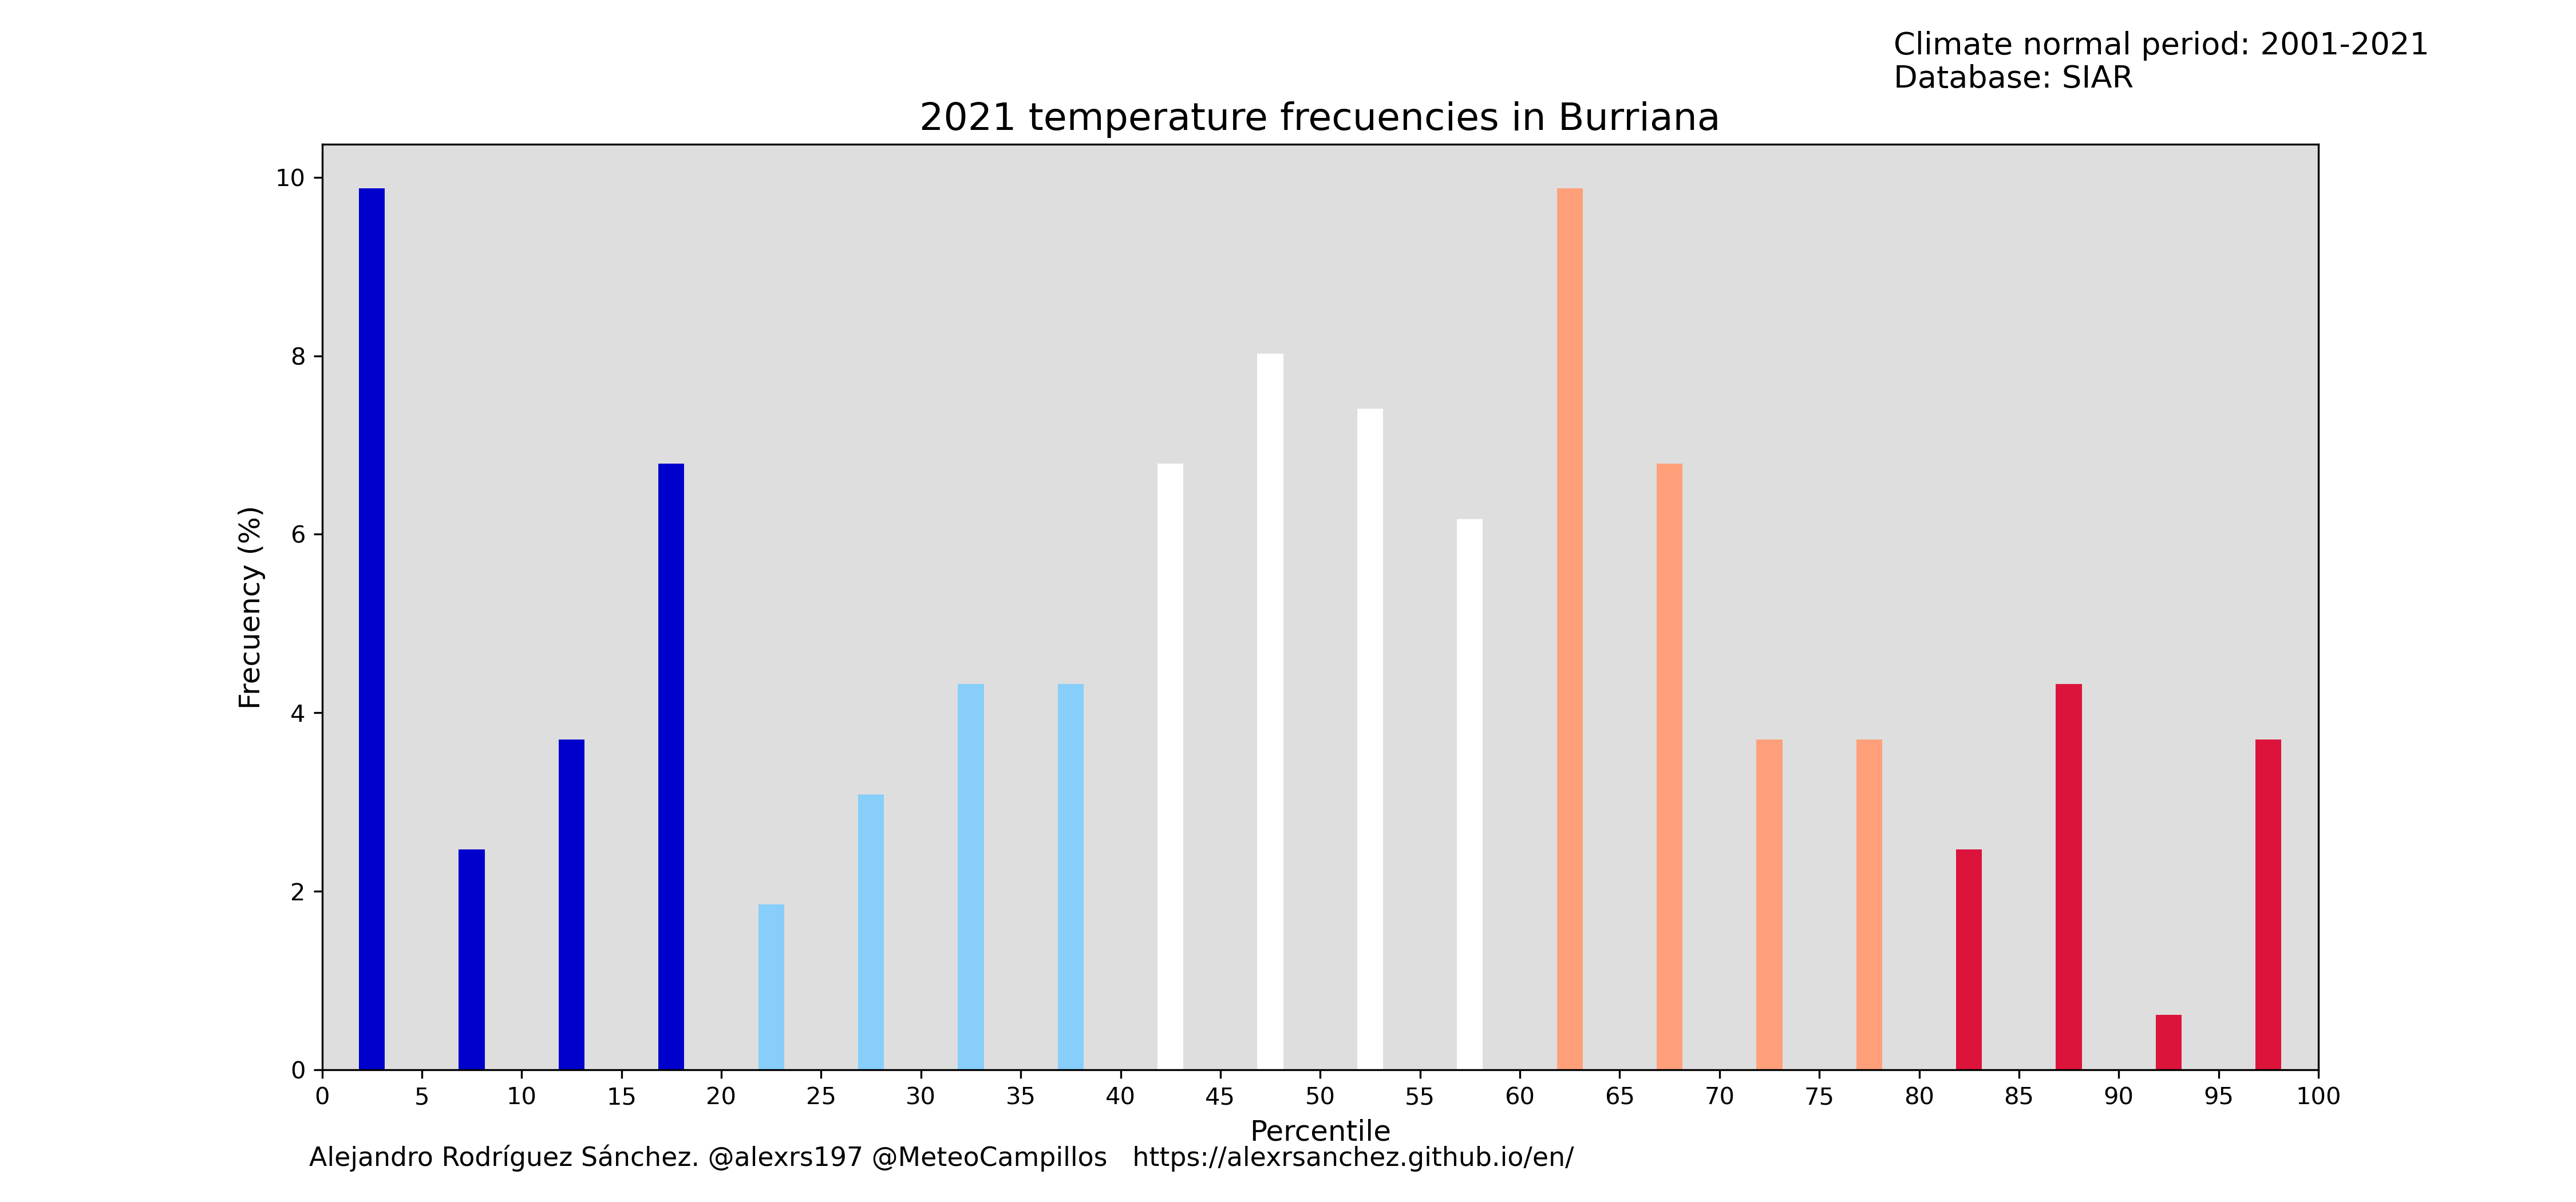 Climate normal period: 2001-2021
Database: SIAR
2021 temperature frecuencies in Burriana
Frecuency (%)
10
8
6
4
2
0
0 5 10 15 20 25 30 35 40 45 50 55 60 65 70 75 80 85 90 95 100
Percentile
Alejandro Rodríguez Sánchez. @alexrs197 @MeteoCampillos https://alexrsanchez.github.io/en/